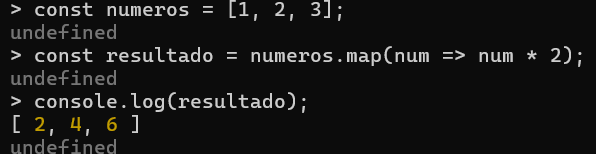 > const numeros = [1, 2, 3];
undefined
> const resultado = numeros.map(num => num * 2);
undefined
> console.log(resultado);
[ 2, 4, 6 ]
undefined